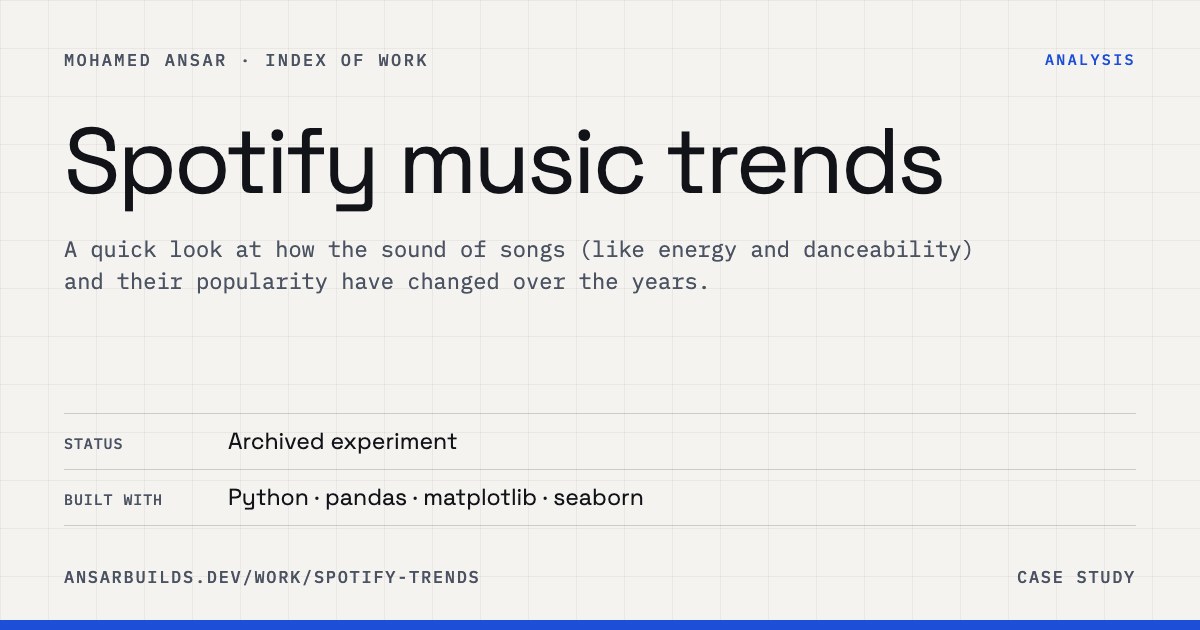 MOHAMED ANSAR · INDEX OF WORK
ANALYSIS
Spotify music trends
A quick look at how the sound of songs (like energy and danceability)
and their popularity have changed over the years.
STATUS
Archived experiment
BUILT WITH
Python · pandas · matplotlib · seaborn
ANSARBUILDS.DEV/WORK/SPOTIFY-TRENDS
CASE STUDY